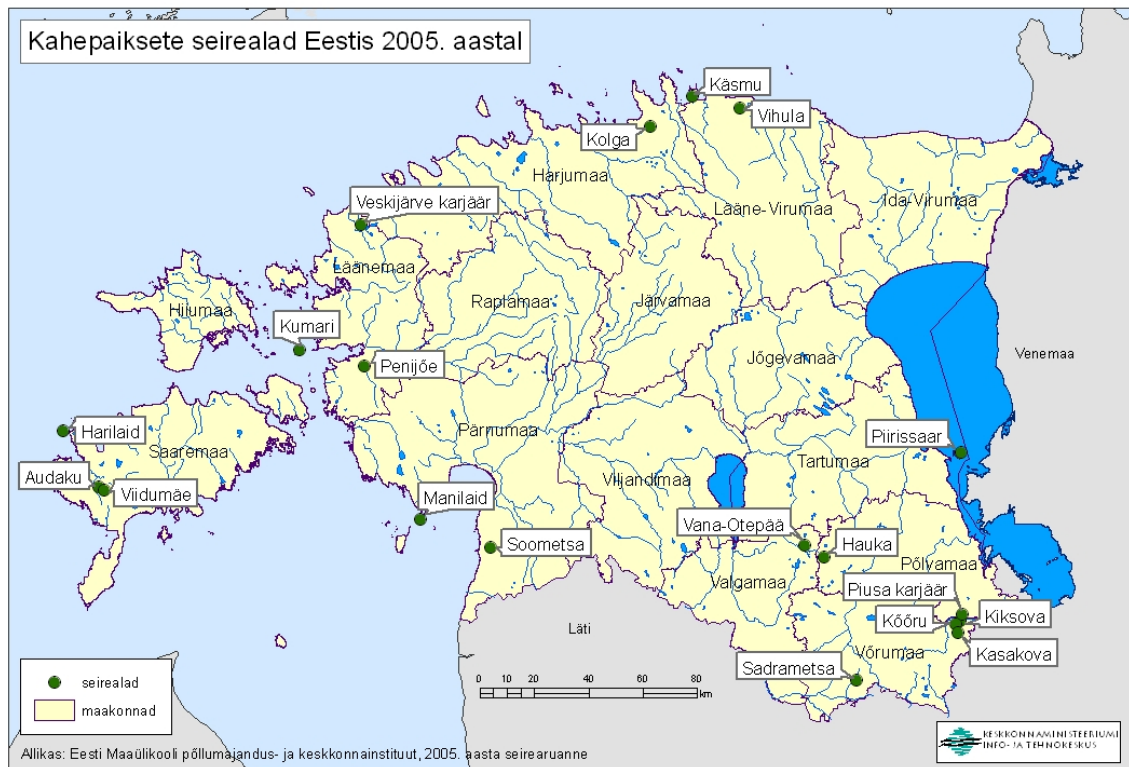 Kahepaiksete seirealad Eestis 2005. aastal
Käsmu
Vihula
Kolga
Harjumaa
Lääne-Virumaa
Ida-Virumaa
Veskijärve karjäär
Läänemaa
Raplamaa
Järvamaa
Hiiumaa
Kumari
Penijõe
Jõgevamaa
Venemaa
Harilaid
Saaremaa
Pärnumaa
Piirissaar
Audaku
Viidumäe
Viljandimaa
Tartumaa
Manilaid
Soometsa
Vana-Otepää
Hauka
Põlvamaa
Valgamaa
Piusa karjäär
Kõõru
Kiksova
Läti
Võrumaa
Kasakova
Sadrametsa
seirealad
maakonnad
0 20 40 60 80
km
Allikas: Eesti Maaülikooli põllumajandus- ja keskkonnainstituut, 2005. aasta seirearuanne
KESKKONNAMINISTEERIUMI
INFO- JA TEHNOKESKUS